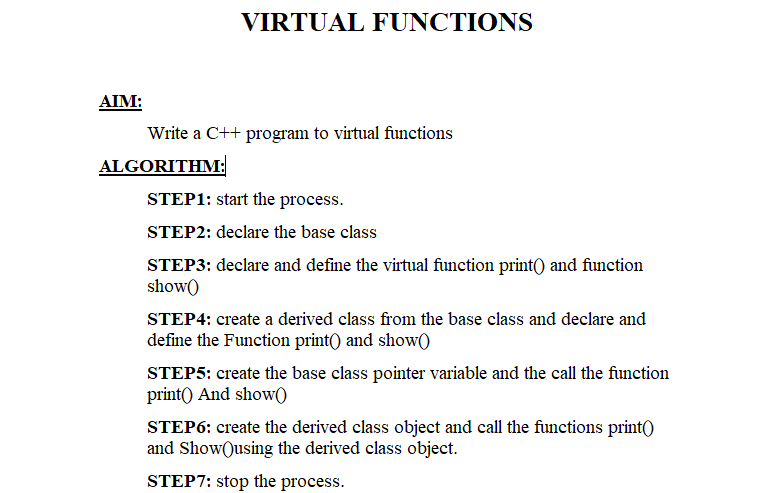 VIRTUAL FUNCTIONS
AIM:
Write a C++ program to virtual functions
ALGORITHM:
STEP1: start the process.
STEP2: declare the base class
STEP3: declare and define the virtual function print() and function
show()
STEP4: create a derived class from the base class and declare and
define the Function print() and show()
STEP5: create the base class pointer variable and the call the function
print() And show()
STEP6: create the derived class object and call the functions print()
and Show()using the derived class object.
STEP7: stop the process.